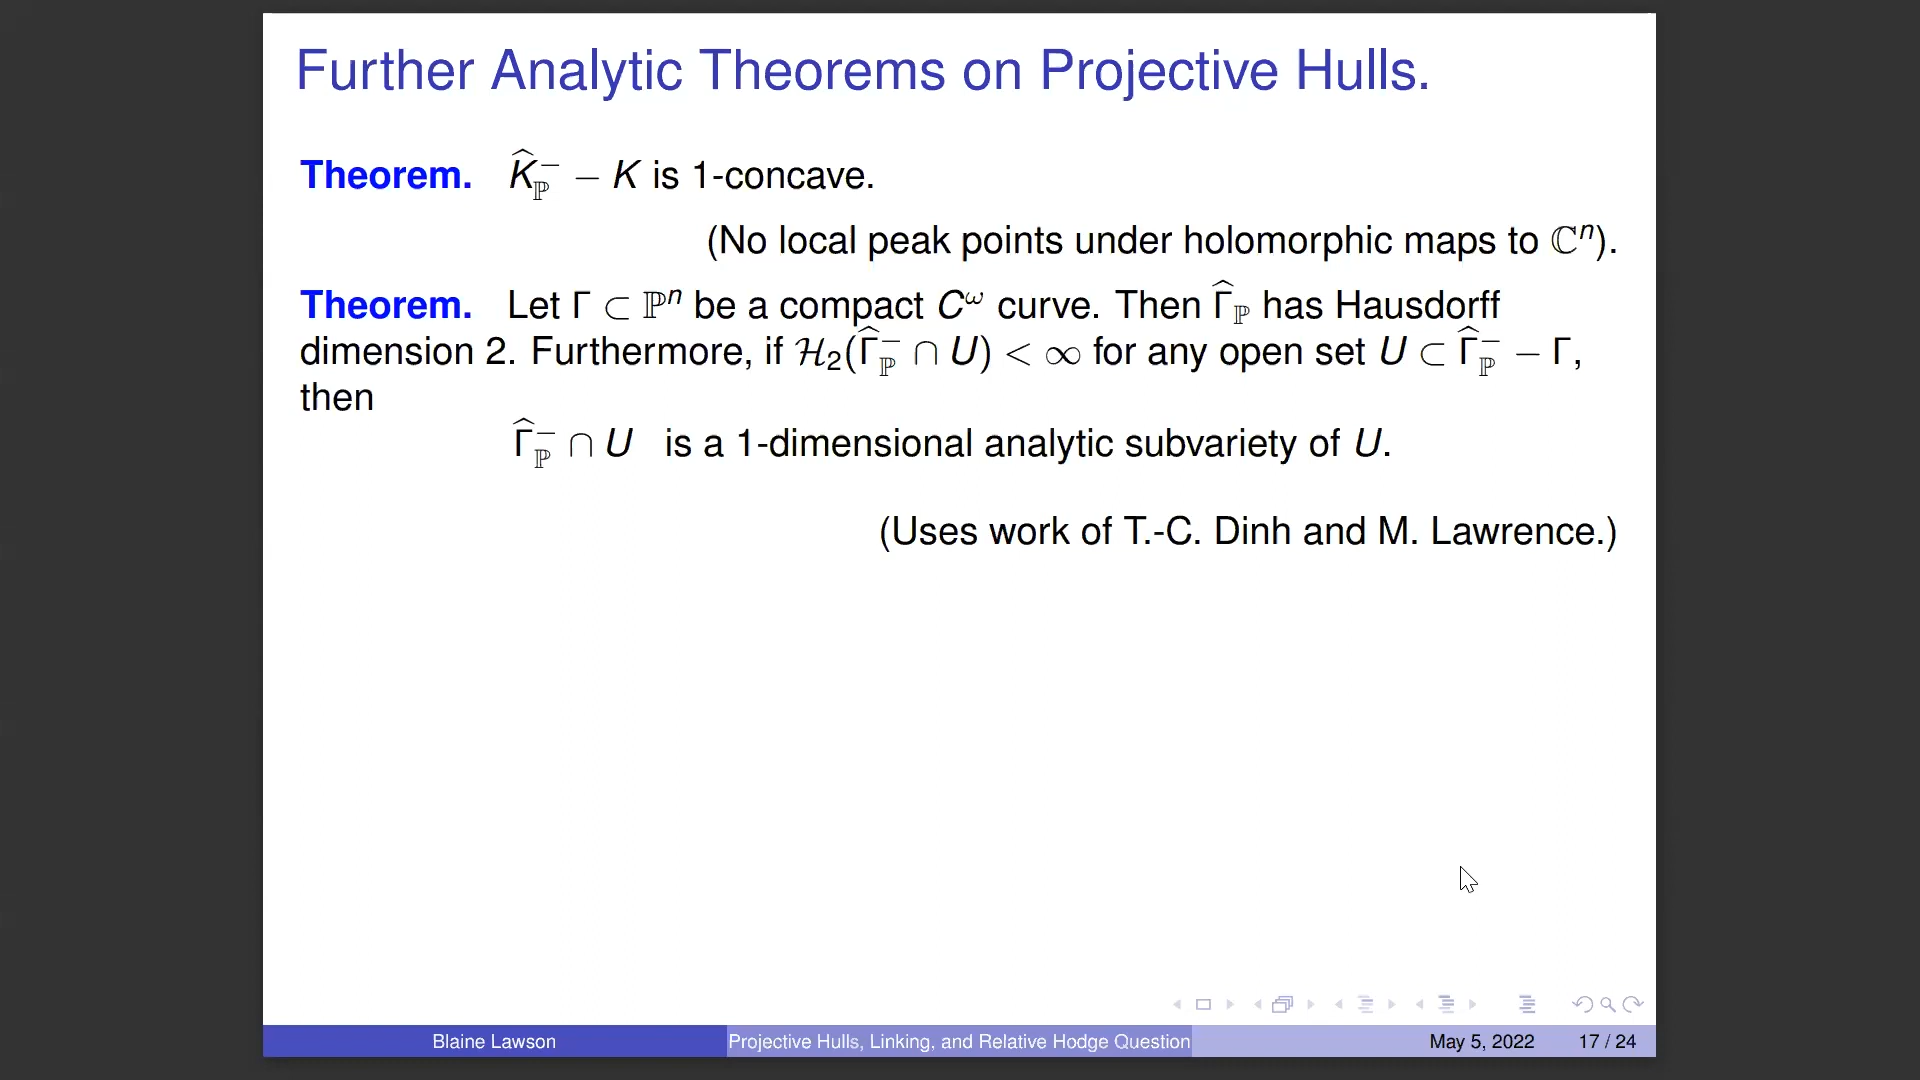 Further Analytic Theorems on Projective Hulls.
Theorem. $\widehat{K}_{\mathbb{P}}^{-} - K$ is 1-concave.
(No local peak points under holomorphic maps to $\mathbb{C}^n$).
Theorem. Let $\Gamma \subset \mathbb{P}^n$ be a compact $C^\omega$ curve. Then $\widehat{\Gamma}_{\mathbb{P}}$ has Hausdorff
dimension 2. Furthermore, if $\mathcal{H}_2(\widehat{\Gamma}_{\mathbb{P}}^{-} \cap U) < \infty$ for any open set $U \subset \widehat{\Gamma}_{\mathbb{P}}^{-} - \Gamma$,
then
$\widehat{\Gamma}_{\mathbb{P}}^{-} \cap U$ is a 1-dimensional analytic subvariety of $U$.
(Uses work of T.-C. Dinh and M. Lawrence.)
Blaine Lawson Projective Hulls, Linking, and Relative Hodge Question May 5, 2022 17 / 24